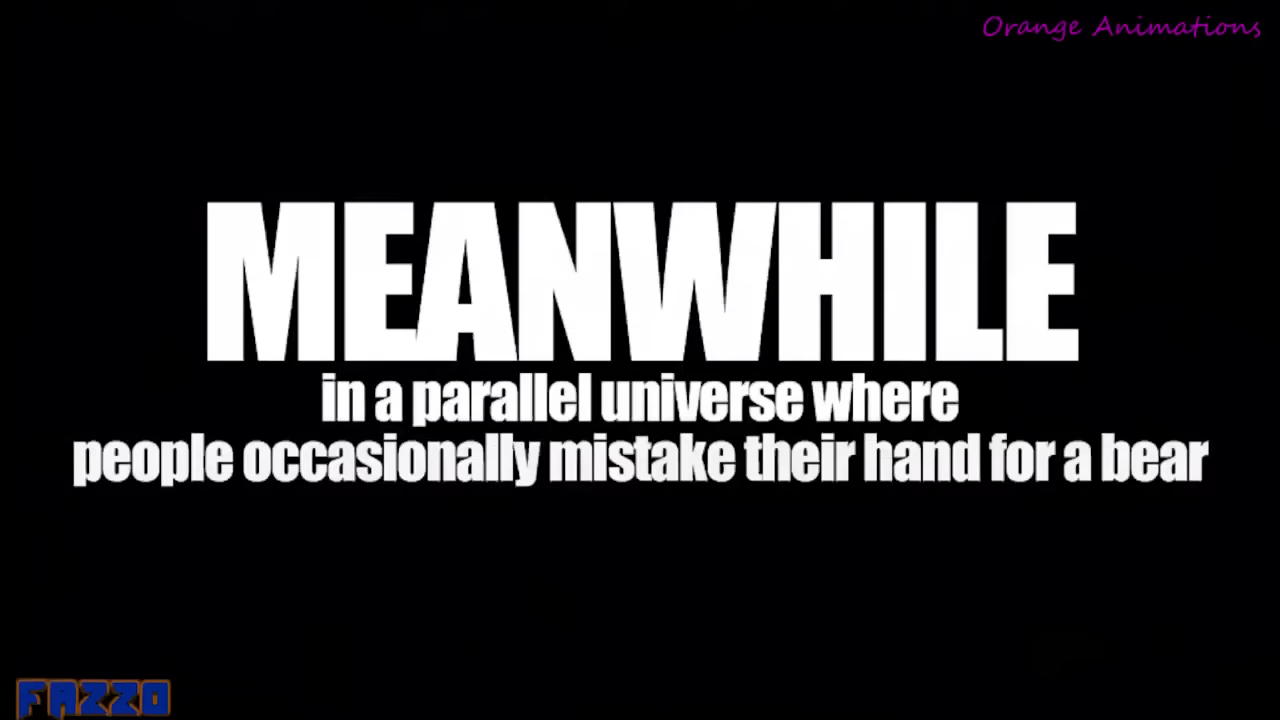 Orange Animations
MEANWHILE
in a parallel universe where
people occasionally mistake their hand for a bear
FAZZO